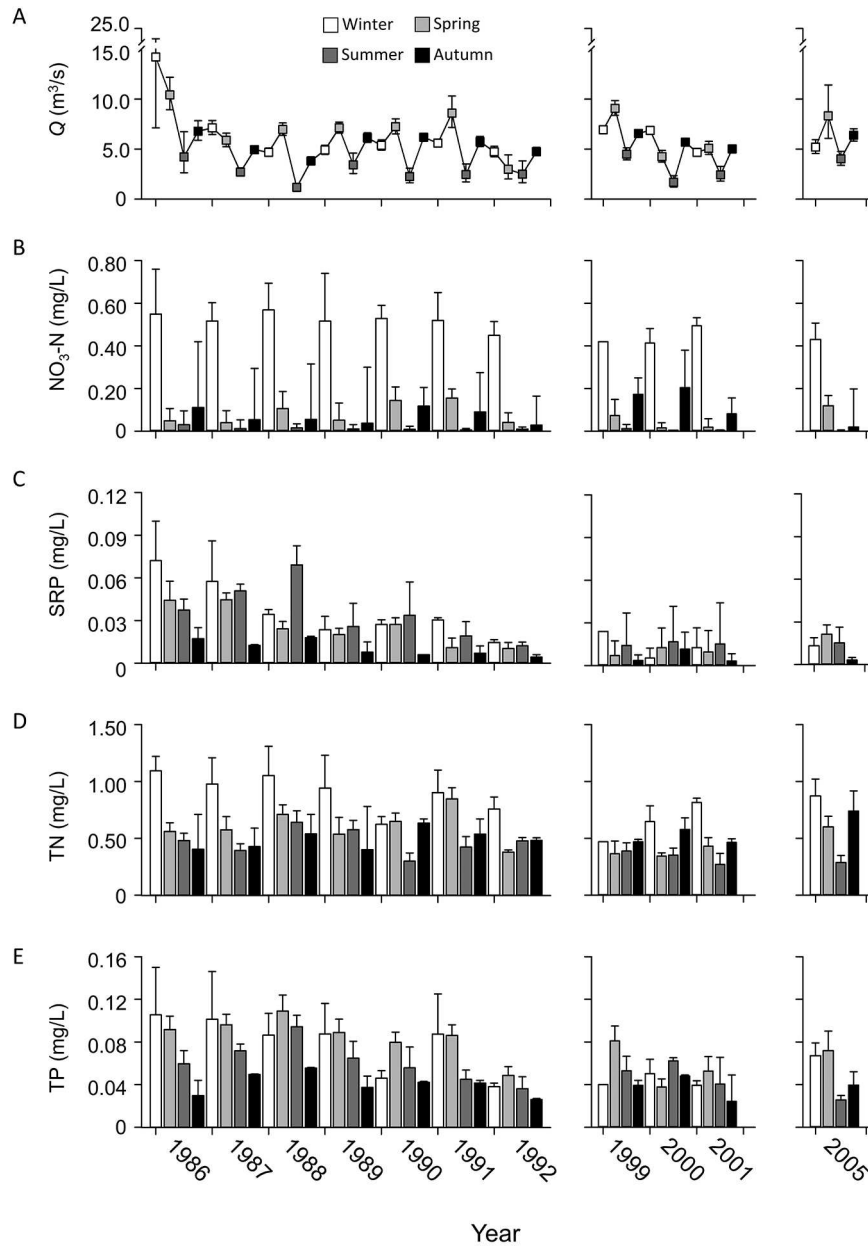 A
Q (m³/s)
25.0
15.0
10.0
5.0
0
Winter
Spring
Summer
Autumn
B
NO₃-N (mg/L)
0.80
0.60
0.40
0.20
0
C
SRP (mg/L)
0.12
0.09
0.06
0.03
0
D
TN (mg/L)
1.50
1.00
0.50
0
E
TP (mg/L)
0.16
0.12
0.08
0.04
0
1986
1987
1988
1989
1990
1991
1992
1999
2000
2001
2005
Year